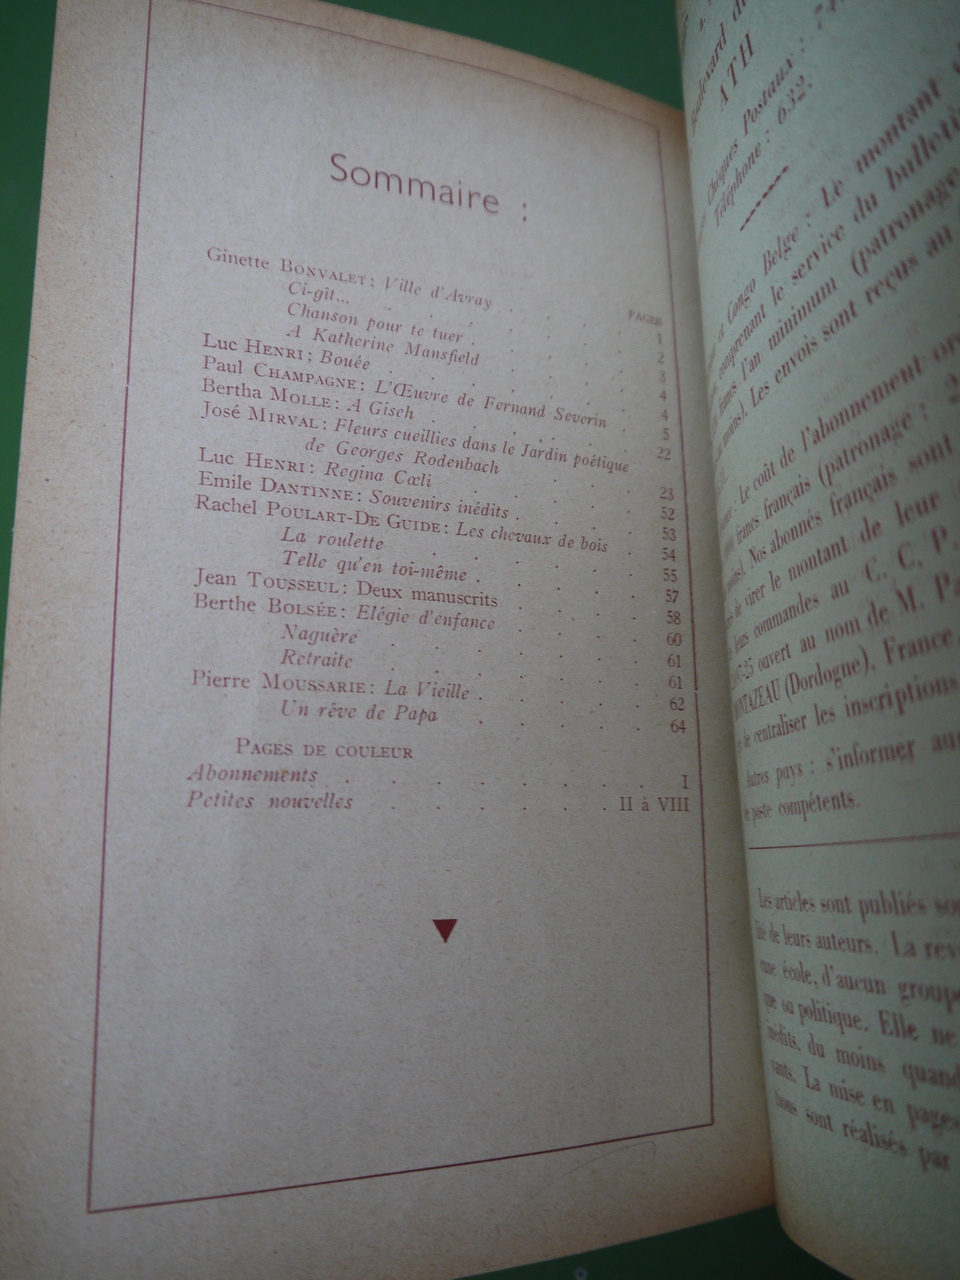 Sommaire :
PAGES
Ginette BONVALET : Ville d'Avray . . . . 1
Ci-gît... . . . . . . 2
Chanson pour te tuer . . . . . 3
A Katherine Mansfield . . . . 4
Luc HENRI ; Bouée . . . . . . 4
Paul CHAMPAGNE : L'Œuvre de Fernand Severin . 5
Bertha MOLLE : A Gisch . . . . . 22
José MIRVAL : Fleurs cueillies dans le Jardin poétique
de Georges Rodenbach . . . 23
Luc HENRI : Regina Cœli . . . . . 52
Emile DANTINNE : Souvenirs inédits . . . . 53
Rachel POULART-DE GUIDE : Les chevaux de bois . 54
La roulette . . . . . 55
Telle qu'en toi-même . . . . . 57
Jean TOUSSEUL : Deux manuscrits . . . . 58
Berthe BOLSÉE : Elégie d'enfance . . . . 60
Naguère . . . . . . 61
Retraite . . . . . . 61
Pierre MOUSSARIE : La Vieille . . . . . 62
Un rêve de Papa . . . . . 64
PAGES DE COULEUR
Abonnements . . . . . . . . I
Petites nouvelles . . . . . . II à VIII
ATH
Chèques Postaux :
Téléphone : 632.
Congo Belge : Le montant
comprenant le service du
l'an minimum (patronage
Les envois sont reçus au
Le coût de l'abonnement
francs français (patronage :
Nos abonnés français sont
de virer le montant de leur
leurs commandes au C. C. P.
ouvert au nom de M.
(Dordogne), France,
de centraliser les inscriptions
Autres pays : s'informer
de poste compétents.
Les articles sont publiés
de leurs auteurs. La
école, d'aucun
que ou politique. Elle ne
du moins quand
La mise en
sont réalisés par